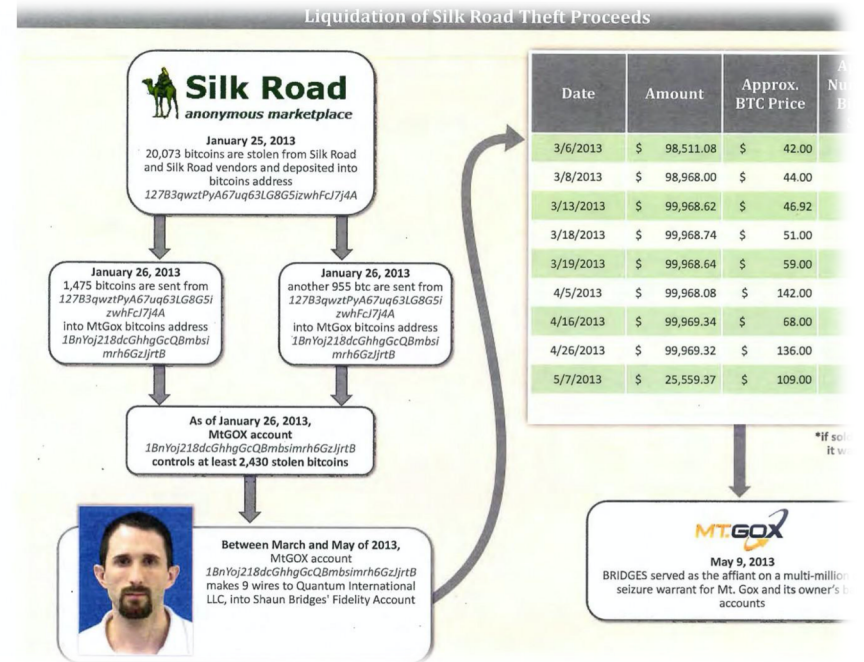 Liquidation of Silk Road Theft Proceeds
Silk Road
anonymous marketplace
January 25, 2013
20,073 bitcoins are stolen from Silk Road
and Silk Road vendors and deposited into
bitcoins address
127B3qwztPyA67uq63LG8G5izwhFcJ7j4A
January 26, 2013
1,475 bitcoins are sent from
127B3qwztPyA67uq63LG8G5i
zwhFcJ7j4A
into MtGox bitcoins address
1BnYoj218dcGhhgGcQBmbsi
mrh6GzJjrtB
January 26, 2013
another 955 btc are sent from
127B3qwztPyA67uq63LG8G5i
zwhFcJ7j4A
into MtGox bitcoins address
1BnYoj218dcGhhgGcQBmbsi
mrh6GzJjrtB
As of January 26, 2013,
MtGOX account
1BnYoj218dcGhhgGcQBmbsimrh6GzJjrtB
controls at least 2,430 stolen bitcoins
Between March and May of 2013,
MtGOX account
1BnYoj218dcGhhgGcQBmbsimrh6GzJjrtB
makes 9 wires to Quantum International
LLC, into Shaun Bridges' Fidelity Account
Date Amount Approx. BTC Price
3/6/2013 $ 98,511.08 $ 42.00
3/8/2013 $ 98,968.00 $ 44.00
3/13/2013 $ 99,968.62 $ 46.92
3/18/2013 $ 99,968.74 $ 51.00
3/19/2013 $ 99,968.64 $ 59.00
4/5/2013 $ 99,968.08 $ 142.00
4/16/2013 $ 99,969.34 $ 68.00
4/26/2013 $ 99,969.32 $ 136.00
5/7/2013 $ 25,559.37 $ 109.00
*if
it
MT.GOX
May 9, 2013
BRIDGES served as the affiant on a multi-million
seizure warrant for Mt. Gox and its owner's
accounts